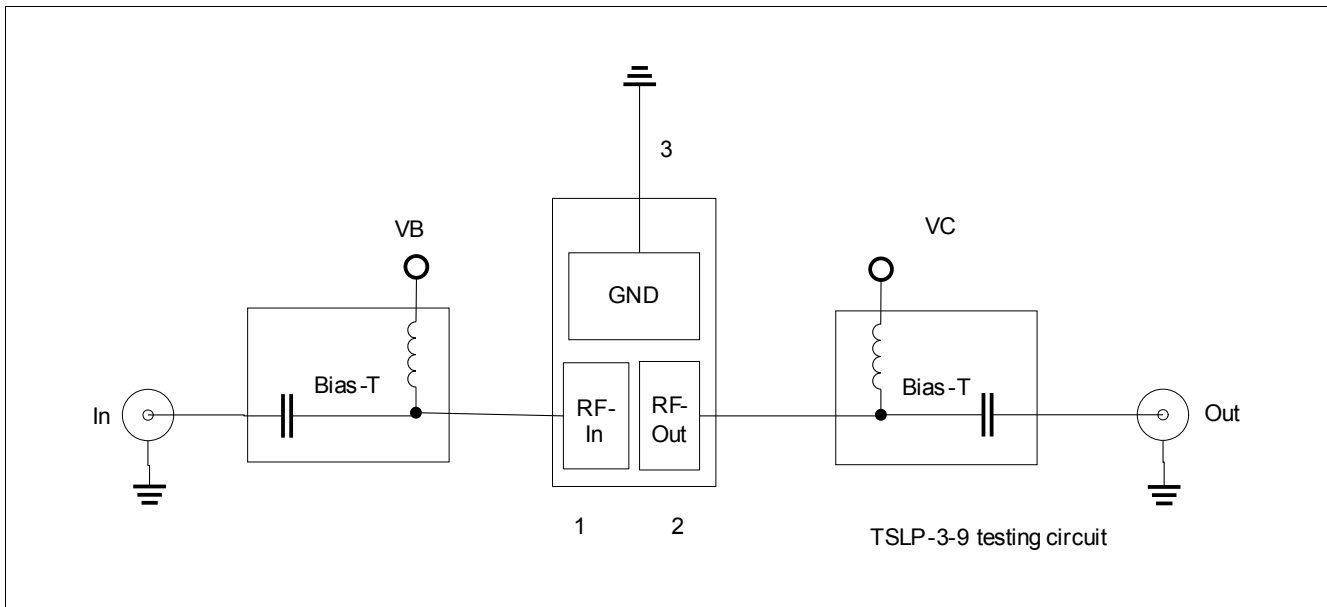 3
VB
VC
GND
Bias-T
Bias-T
In
RF-
In
RF-
Out
Out
1
2
TSLP-3-9 testing circuit